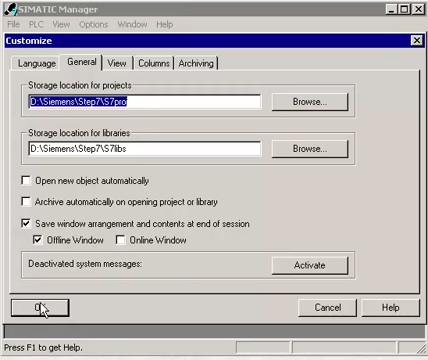 SIMATIC Manager
File PLC View Options Window Help
Customize
Language General View Columns Archiving
Storage location for projects
D:\Siemens\Step7\S7proj
Browse...
Storage location for libraries
D:\Siemens\Step7\S7libs
Browse...
Open new object automatically
Archive automatically on opening project or library
Save window arrangement and contents at end of session
Offline Window Online Window
Deactivated system messages: Activate
Cancel Help
Press F1 to get Help.